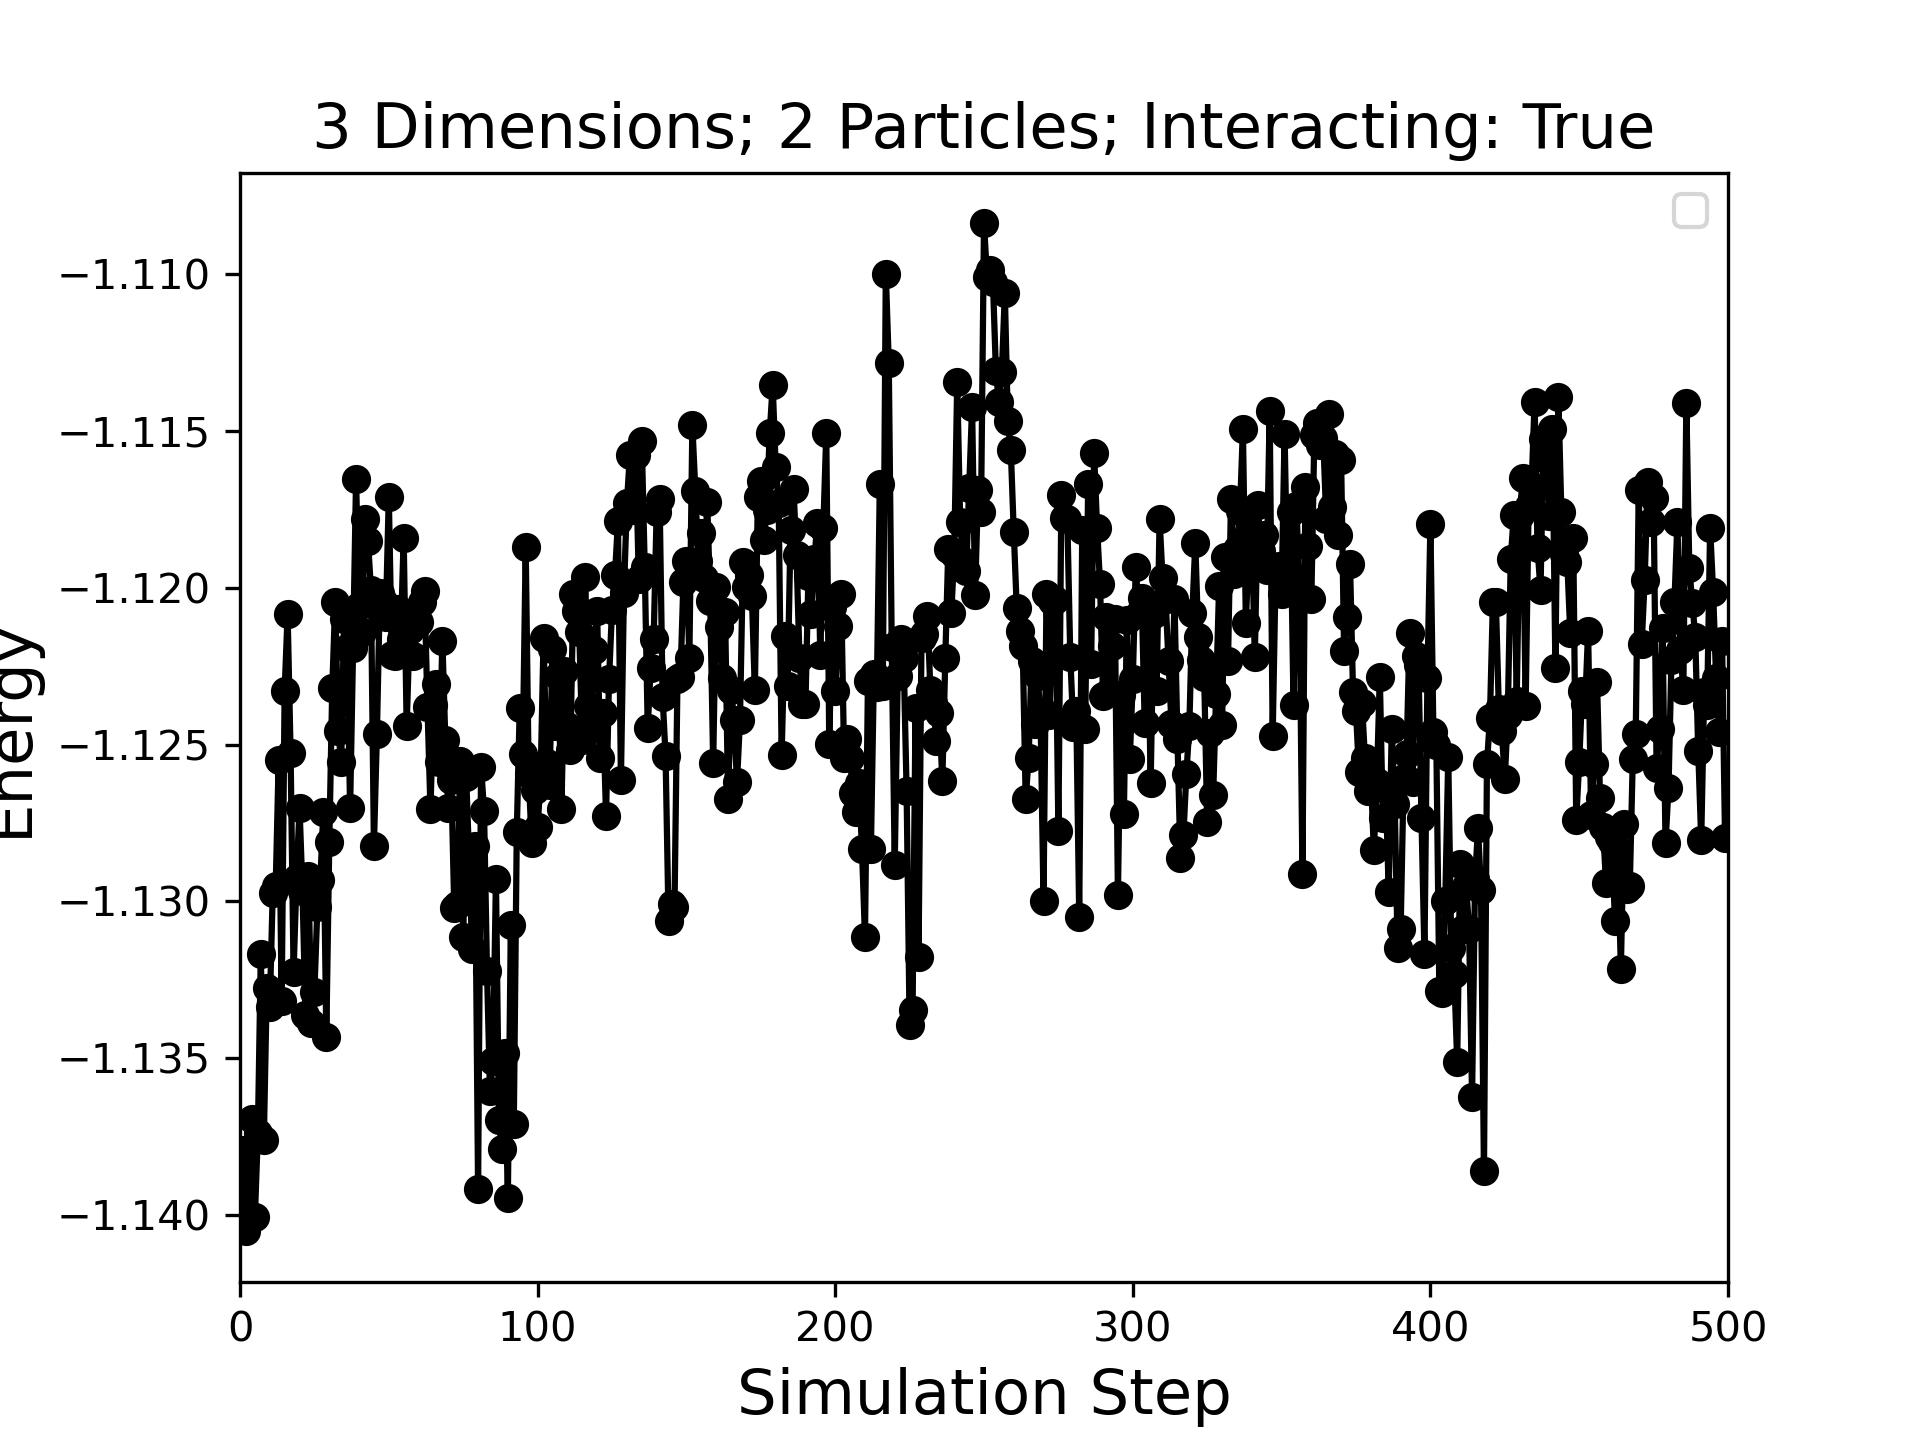 3 Dimensions; 2 Particles; Interacting: True
Energy
−1.110
−1.115
−1.120
−1.125
−1.130
−1.135
−1.140
0 100 200 300 400 500
Simulation Step